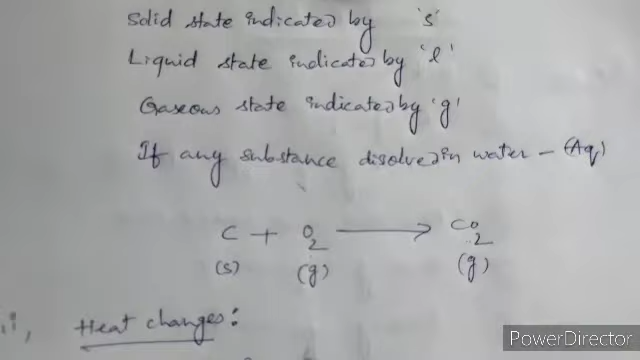 Solid state indicated by 's'
Liquid state indicated by 'l'
Gaseous state indicated by 'g'
If any substance disolved in water - (Aq)
C + O2 ⟶ CO2
(s) (g) (g)
Heat changes:
PowerDirector